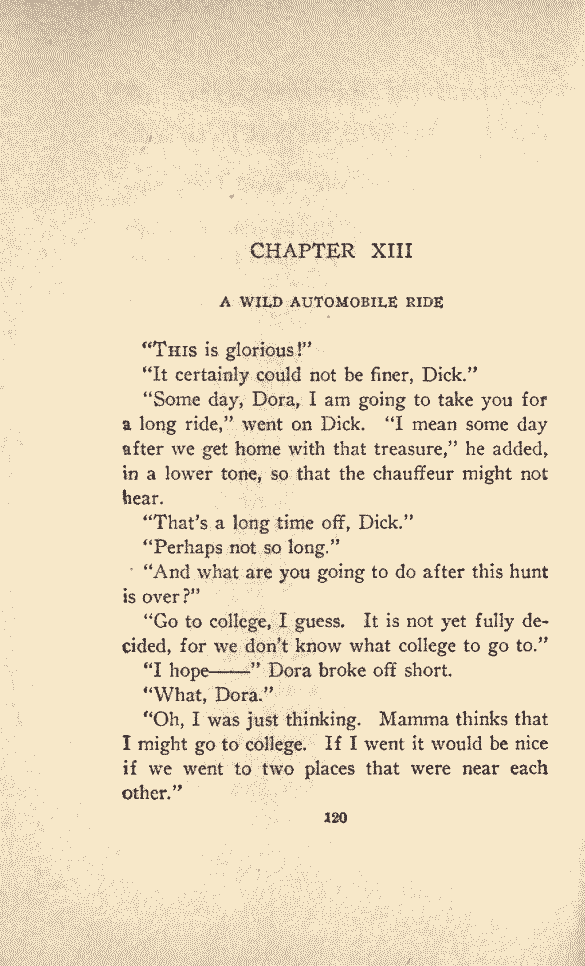 CHAPTER XIII
A WILD AUTOMOBILE RIDE
“THIS is glorious!”
“It certainly could not be finer, Dick.”
“Some day, Dora, I am going to take you for
a long ride,” went on Dick. “I mean some day
after we get home with that treasure,” he added,
in a lower tone, so that the chauffeur might not
hear.
“That’s a long time off, Dick.”
“Perhaps not so long.”
“And what are you going to do after this hunt
is over?”
“Go to college, I guess. It is not yet fully de-
cided, for we don’t know what college to go to.”
“I hope——” Dora broke off short.
“What, Dora.”
“Oh, I was just thinking. Mamma thinks that
I might go to college. If I went it would be nice
if we went to two places that were near each
other.”
120